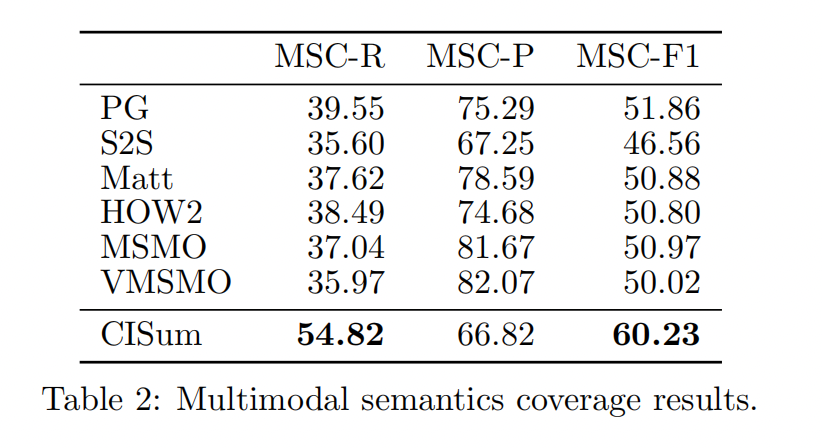 MSC-R MSC-P MSC-F1
PG 39.55 75.29 51.86
S2S 35.60 67.25 46.56
Matt 37.62 78.59 50.88
HOW2 38.49 74.68 50.80
MSMO 37.04 81.67 50.97
VMSMO 35.97 82.07 50.02
CISum 54.82 66.82 60.23
Table 2: Multimodal semantics coverage results.